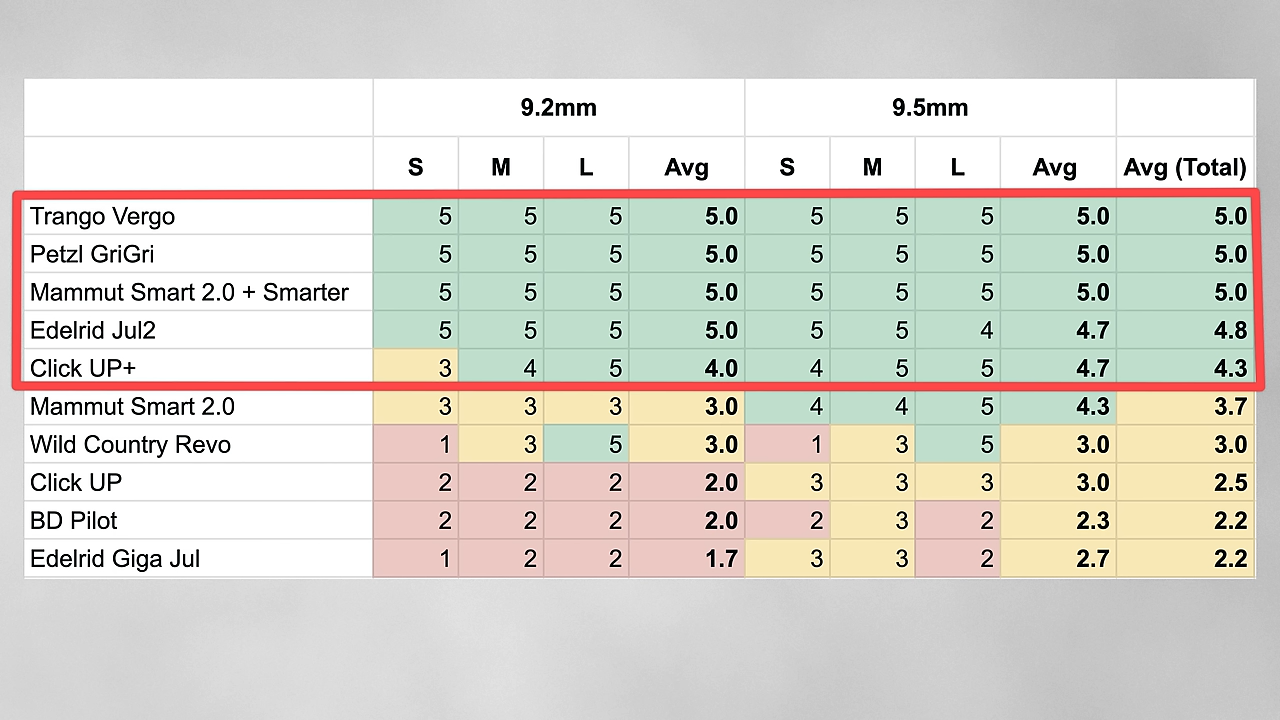 9.2mm 9.5mm
S M L Avg S M L Avg Avg (Total)
Trango Vergo 5 5 5 5.0 5 5 5 5.0 5.0
Petzl GriGri 5 5 5 5.0 5 5 5 5.0 5.0
Mammut Smart 2.0 + Smarter 5 5 5 5.0 5 5 5 5.0 5.0
Edelrid Jul2 5 5 5 5.0 5 5 4 4.7 4.8
Click UP+ 3 4 5 4.0 4 5 5 4.7 4.3
Mammut Smart 2.0 3 3 3 3.0 4 4 5 4.3 3.7
Wild Country Revo 1 3 5 3.0 1 3 5 3.0 3.0
Click UP 2 2 2 2.0 3 3 3 3.0 2.5
BD Pilot 2 2 2 2.0 2 3 2 2.3 2.2
Edelrid Giga Jul 1 2 2 1.7 3 3 2 2.7 2.2